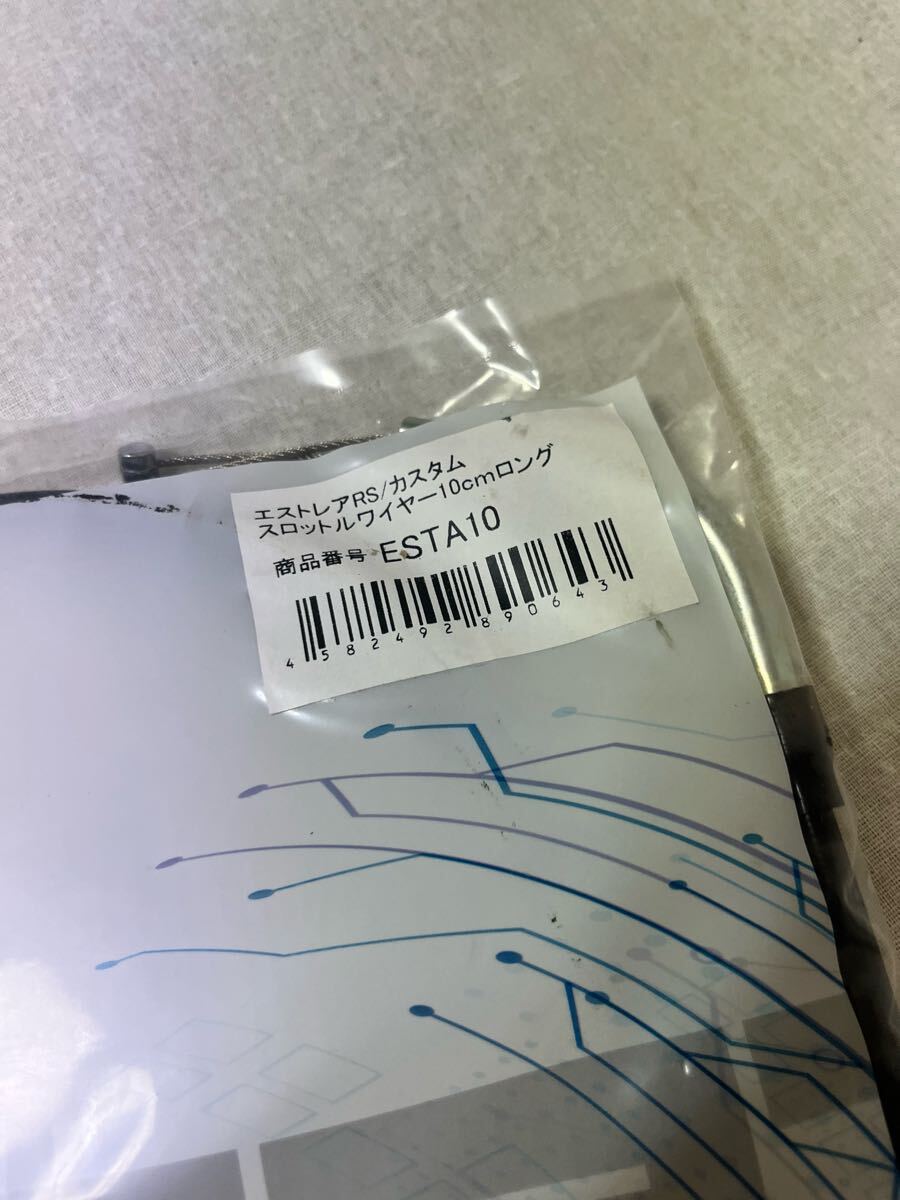 エストレアRS/カスタム
スロットルワイヤー10cmロング
商品番号 ESTA10
4582492890643